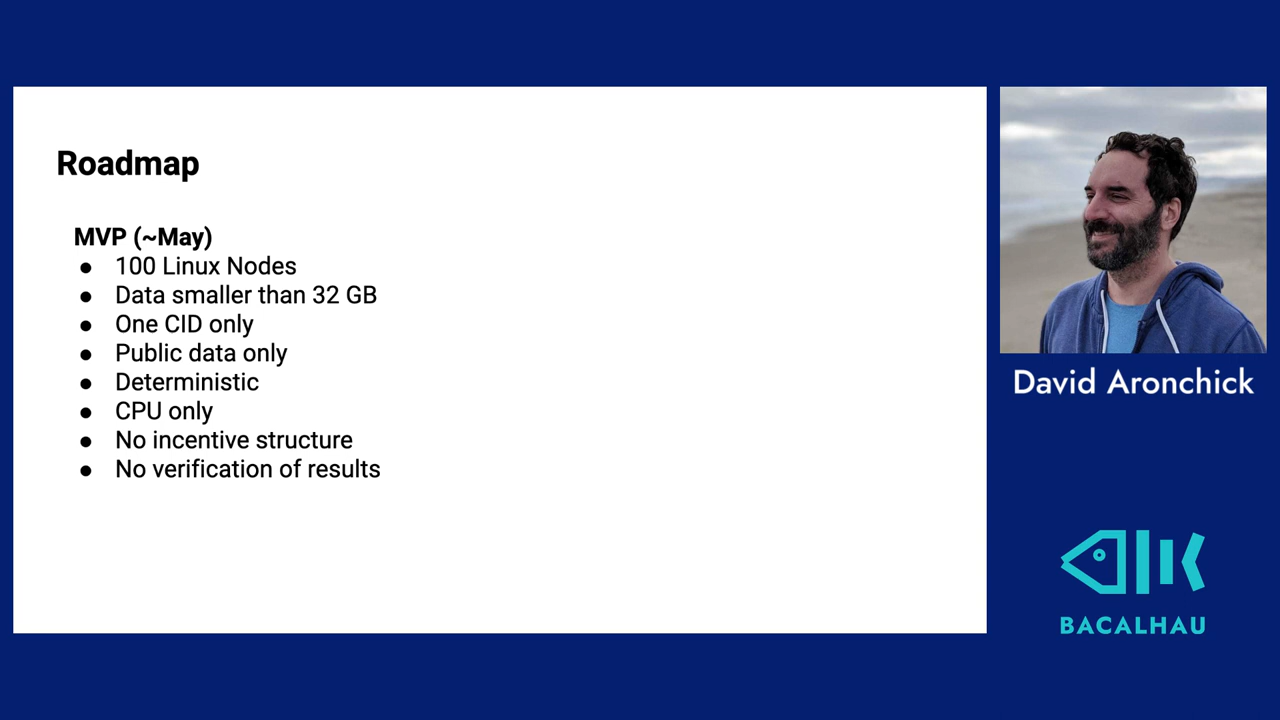 Roadmap
MVP (~May)
● 100 Linux Nodes
● Data smaller than 32 GB
● One CID only
● Public data only
● Deterministic
● CPU only
● No incentive structure
● No verification of results
David Aronchick
BACALHAU